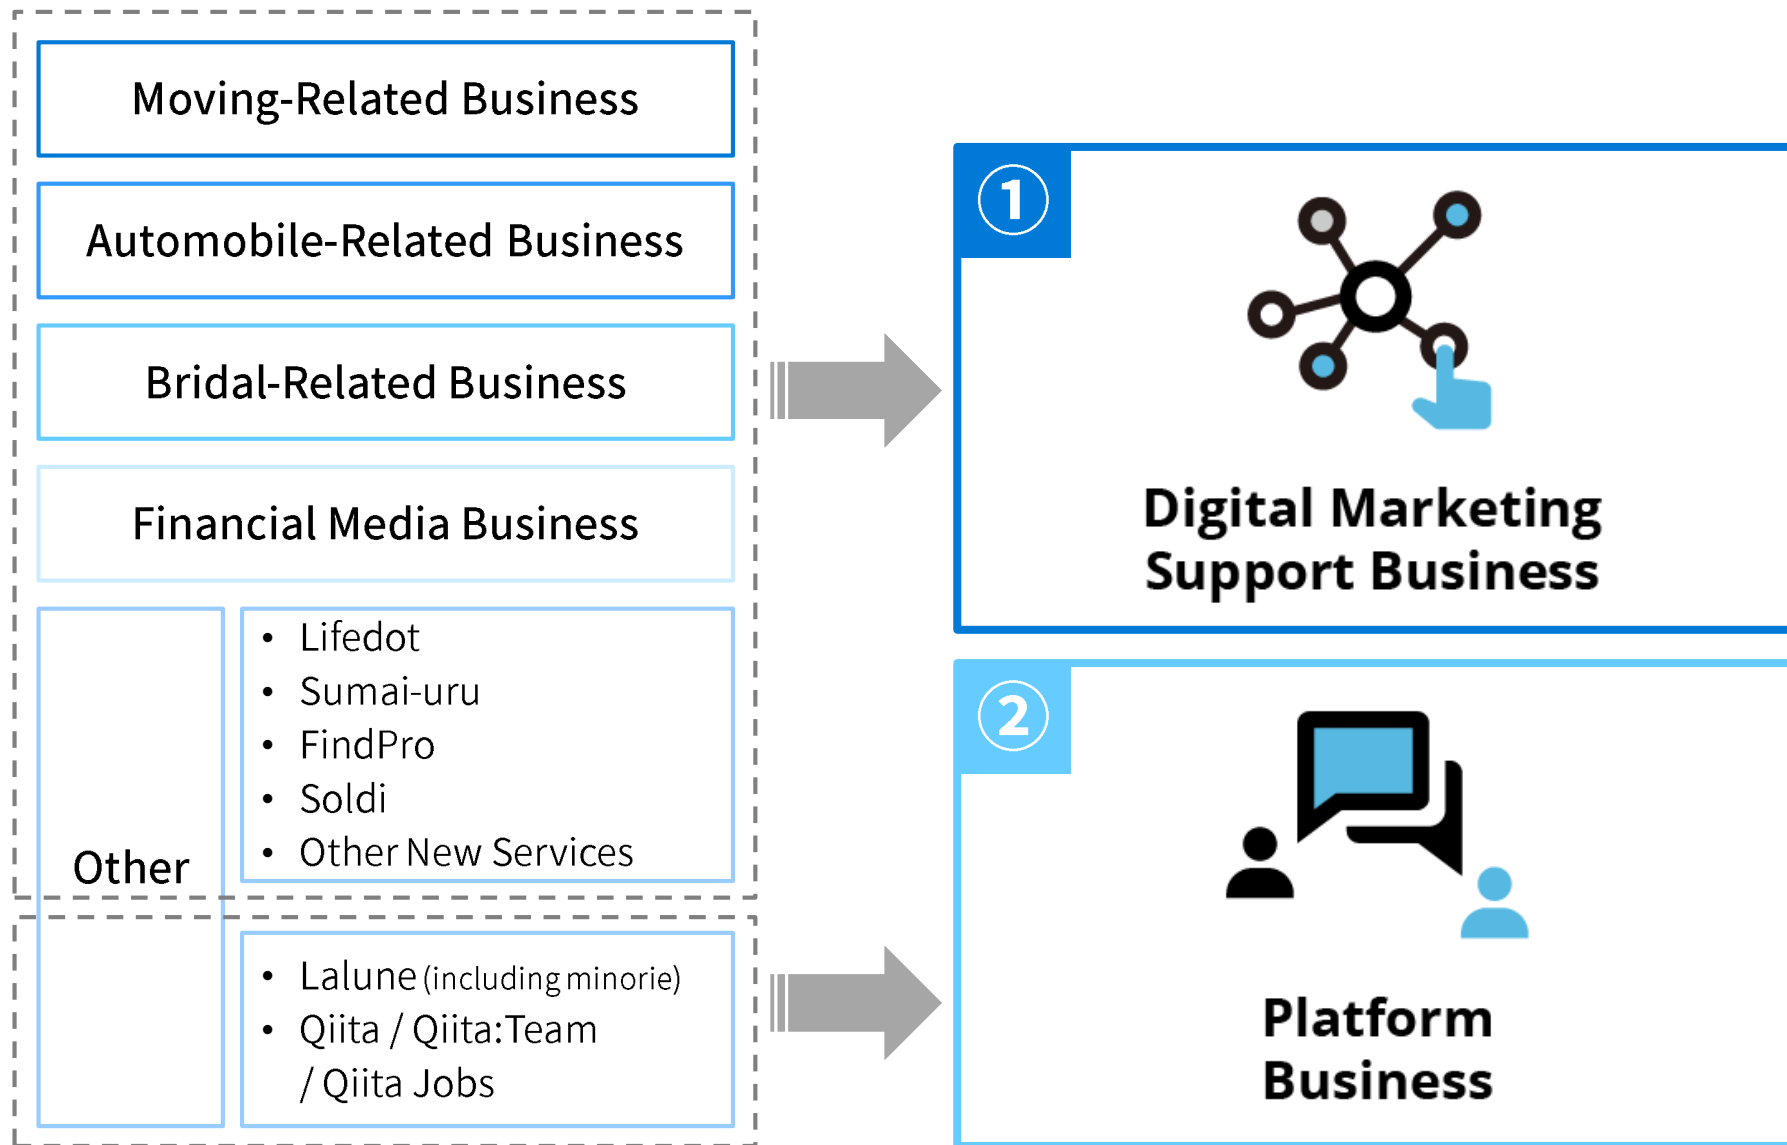 Moving-Related Business
Automobile-Related Business
Bridal-Related Business
Financial Media Business
Other
• Lifedot
• Sumai-uru
• FindPro
• Soldi
• Other New Services
• Lalune (including minorie)
• Qiita / Qiita:Team
/ Qiita Jobs
①
Digital Marketing
Support Business
②
Platform
Business